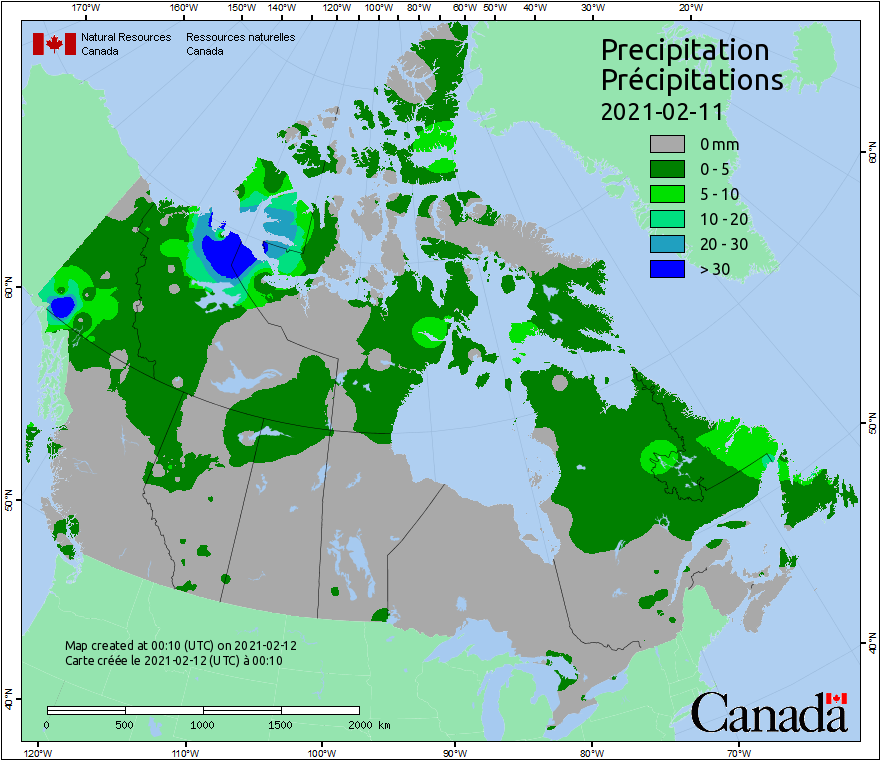 170°W 160°W 150°W 140°W 120°W 100°W 80°W 60°W 50°W 40°W 30°W 20°W
Natural Resources Ressources naturelles
Canada Canada
Precipitation
Précipitations
2021-02-11
0 mm
0 - 5
5 - 10
10 - 20
20 - 30
> 30
60°N
60°N
50°N
50°N
40°N
40°N
Map created at 00:10 (UTC) on 2021-02-12
Carte créée le 2021-02-12 (UTC) à 00:10
0 500 1000 1500 2000 km
Canada
120°W 110°W 100°W 90°W 80°W 70°W